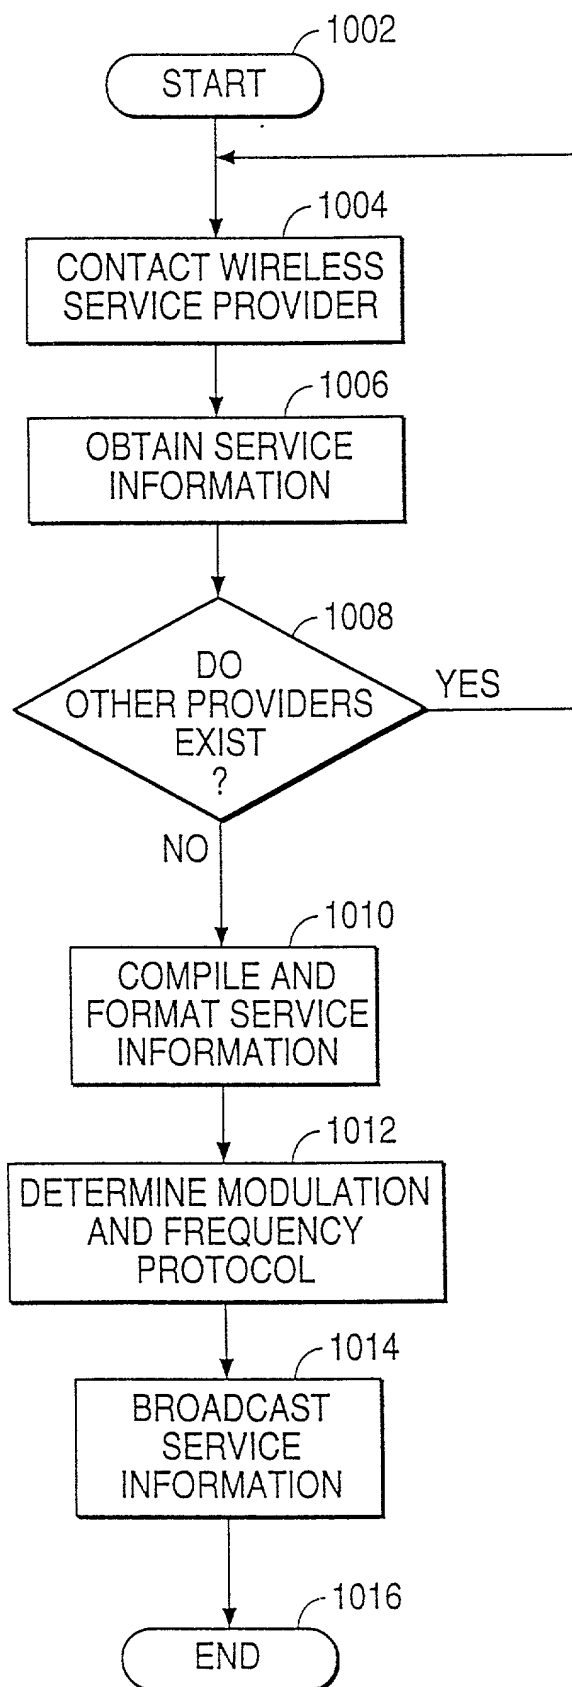 1002
START
1004
CONTACT WIRELESS
SERVICE PROVIDER
1006
OBTAIN SERVICE
INFORMATION
1008
DO
OTHER PROVIDERS
EXIST
?
YES
NO
1010
COMPILE AND
FORMAT SERVICE
INFORMATION
1012
DETERMINE MODULATION
AND FREQUENCY
PROTOCOL
1014
BROADCAST
SERVICE
INFORMATION
1016
END